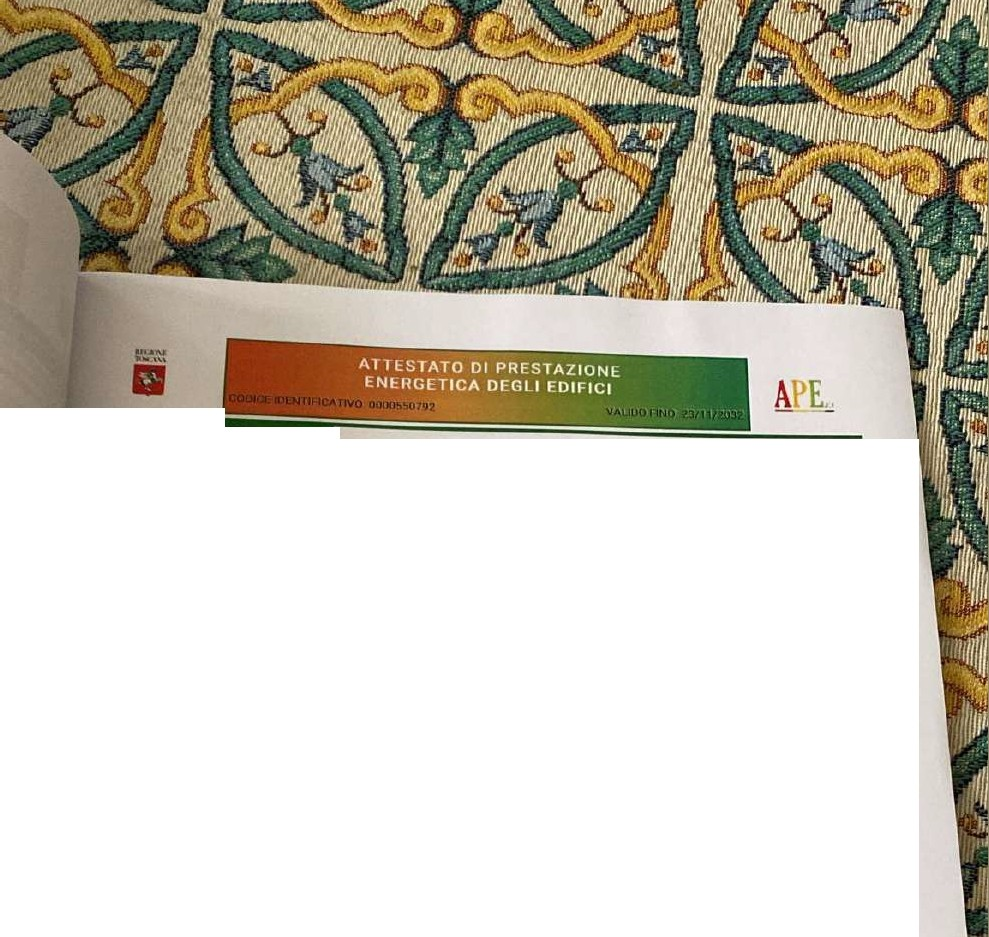 REGIONE
TOSCANA
ATTESTATO DI PRESTAZIONE
ENERGETICA DEGLI EDIFICI
CODICE IDENTIFICATIVO 0000550792
VALIDO FINO 23/11/2032
APE